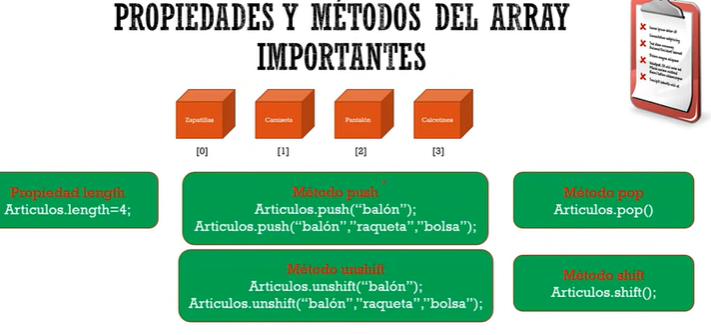 PROPIEDADES Y MÉTODOS DEL ARRAY
IMPORTANTES
Zapatillas
Camiseta
Pantalón
Calcetines
[0]
[1]
[2]
[3]
Propiedad length
Articulos.length=4;
Método push
Articulos.push(“balón”);
Articulos.push(“balón”,”raqueta”,”bolsa”);
Método pop
Articulos.pop()
Método unshift
Articulos.unshift(“balón”);
Articulos.unshift(“balón”,”raqueta”,”bolsa”);
Método shift
Articulos.shift();